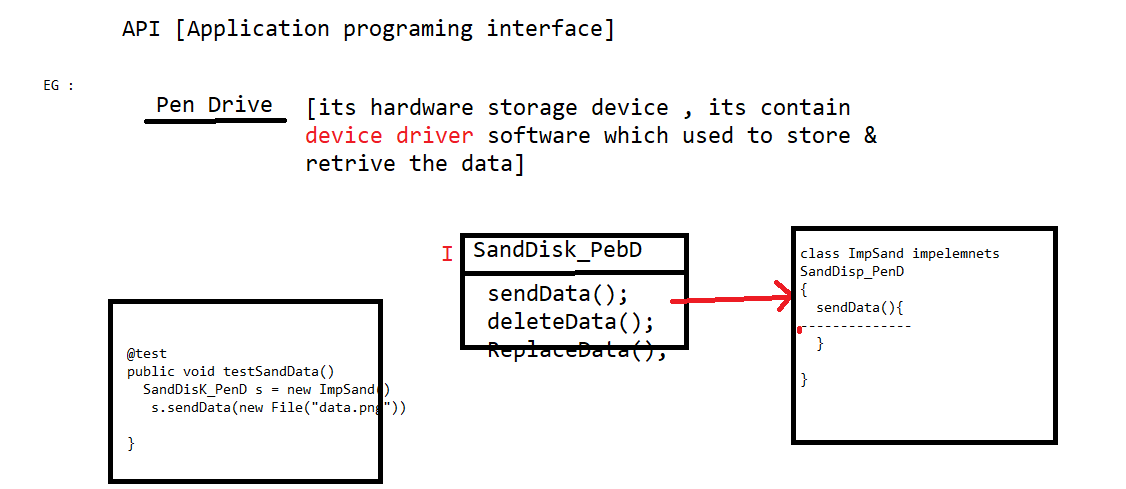 API [Application programing interface]
EG :
Pen Drive
[its hardware storage device , its contain
device driver software which used to store &
retrive the data]
I
SandDisk_PebD
sendData();
deleteData();
ReplaceData();
class ImpSand impelemnets
SandDisp_PenD
{
sendData(){
--------------
}
}
@test
public void testSandData()
SandDisK_PenD s = new ImpSand()
s.sendData(new File("data.png"))
}